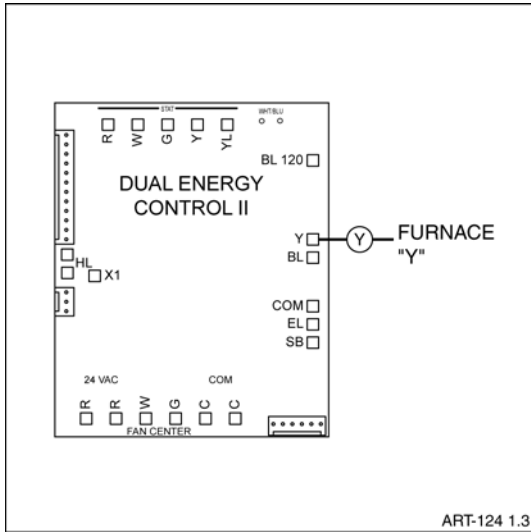 STAT
WHT/BLU
R W G Y YL
BL 120
DUAL ENERGY
CONTROL II
Y
Y
FURNACE
"Y"
BL
HL
X1
COM
EL
SB
24 VAC
COM
R R W G C C
FAN CENTER
ART-124 1.3